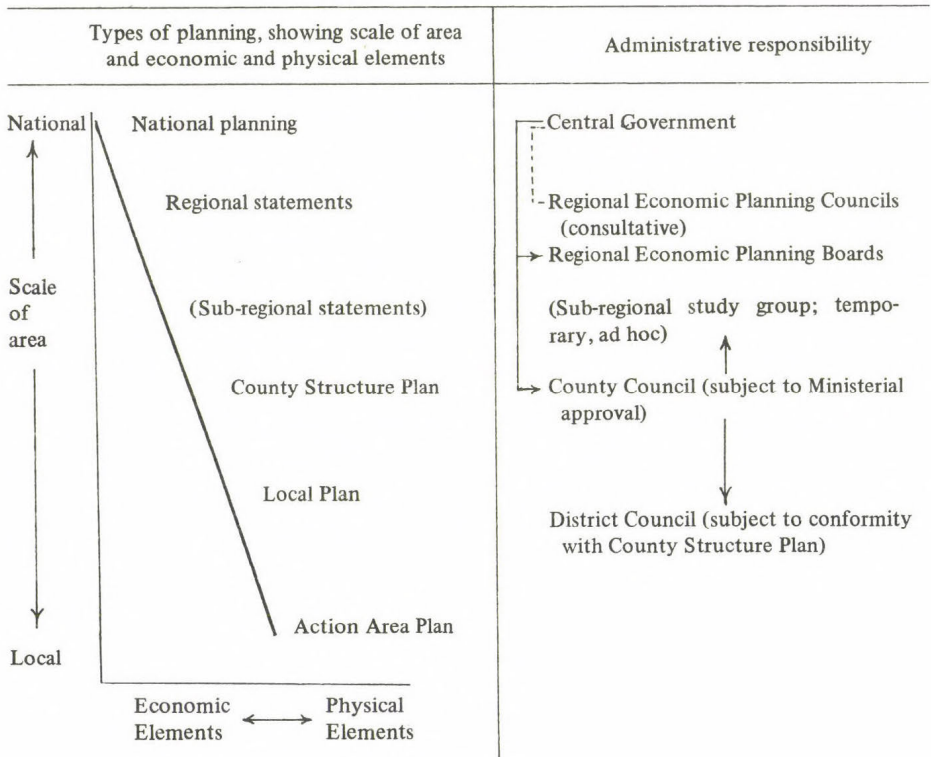 Types of planning, showing scale of area
and economic and physical elements
Administrative responsibility
National
National planning
Regional statements
Scale
of
area
(Sub-regional statements)
County Structure Plan
Local Plan
Action Area Plan
Local
Economic
Elements
Physical
Elements
Central Government
Regional Economic Planning Councils
(consultative)
Regional Economic Planning Boards
(Sub-regional study group; tempo-
rary, ad hoc)
County Council (subject to Ministerial
approval)
District Council (subject to conformity
with County Structure Plan)